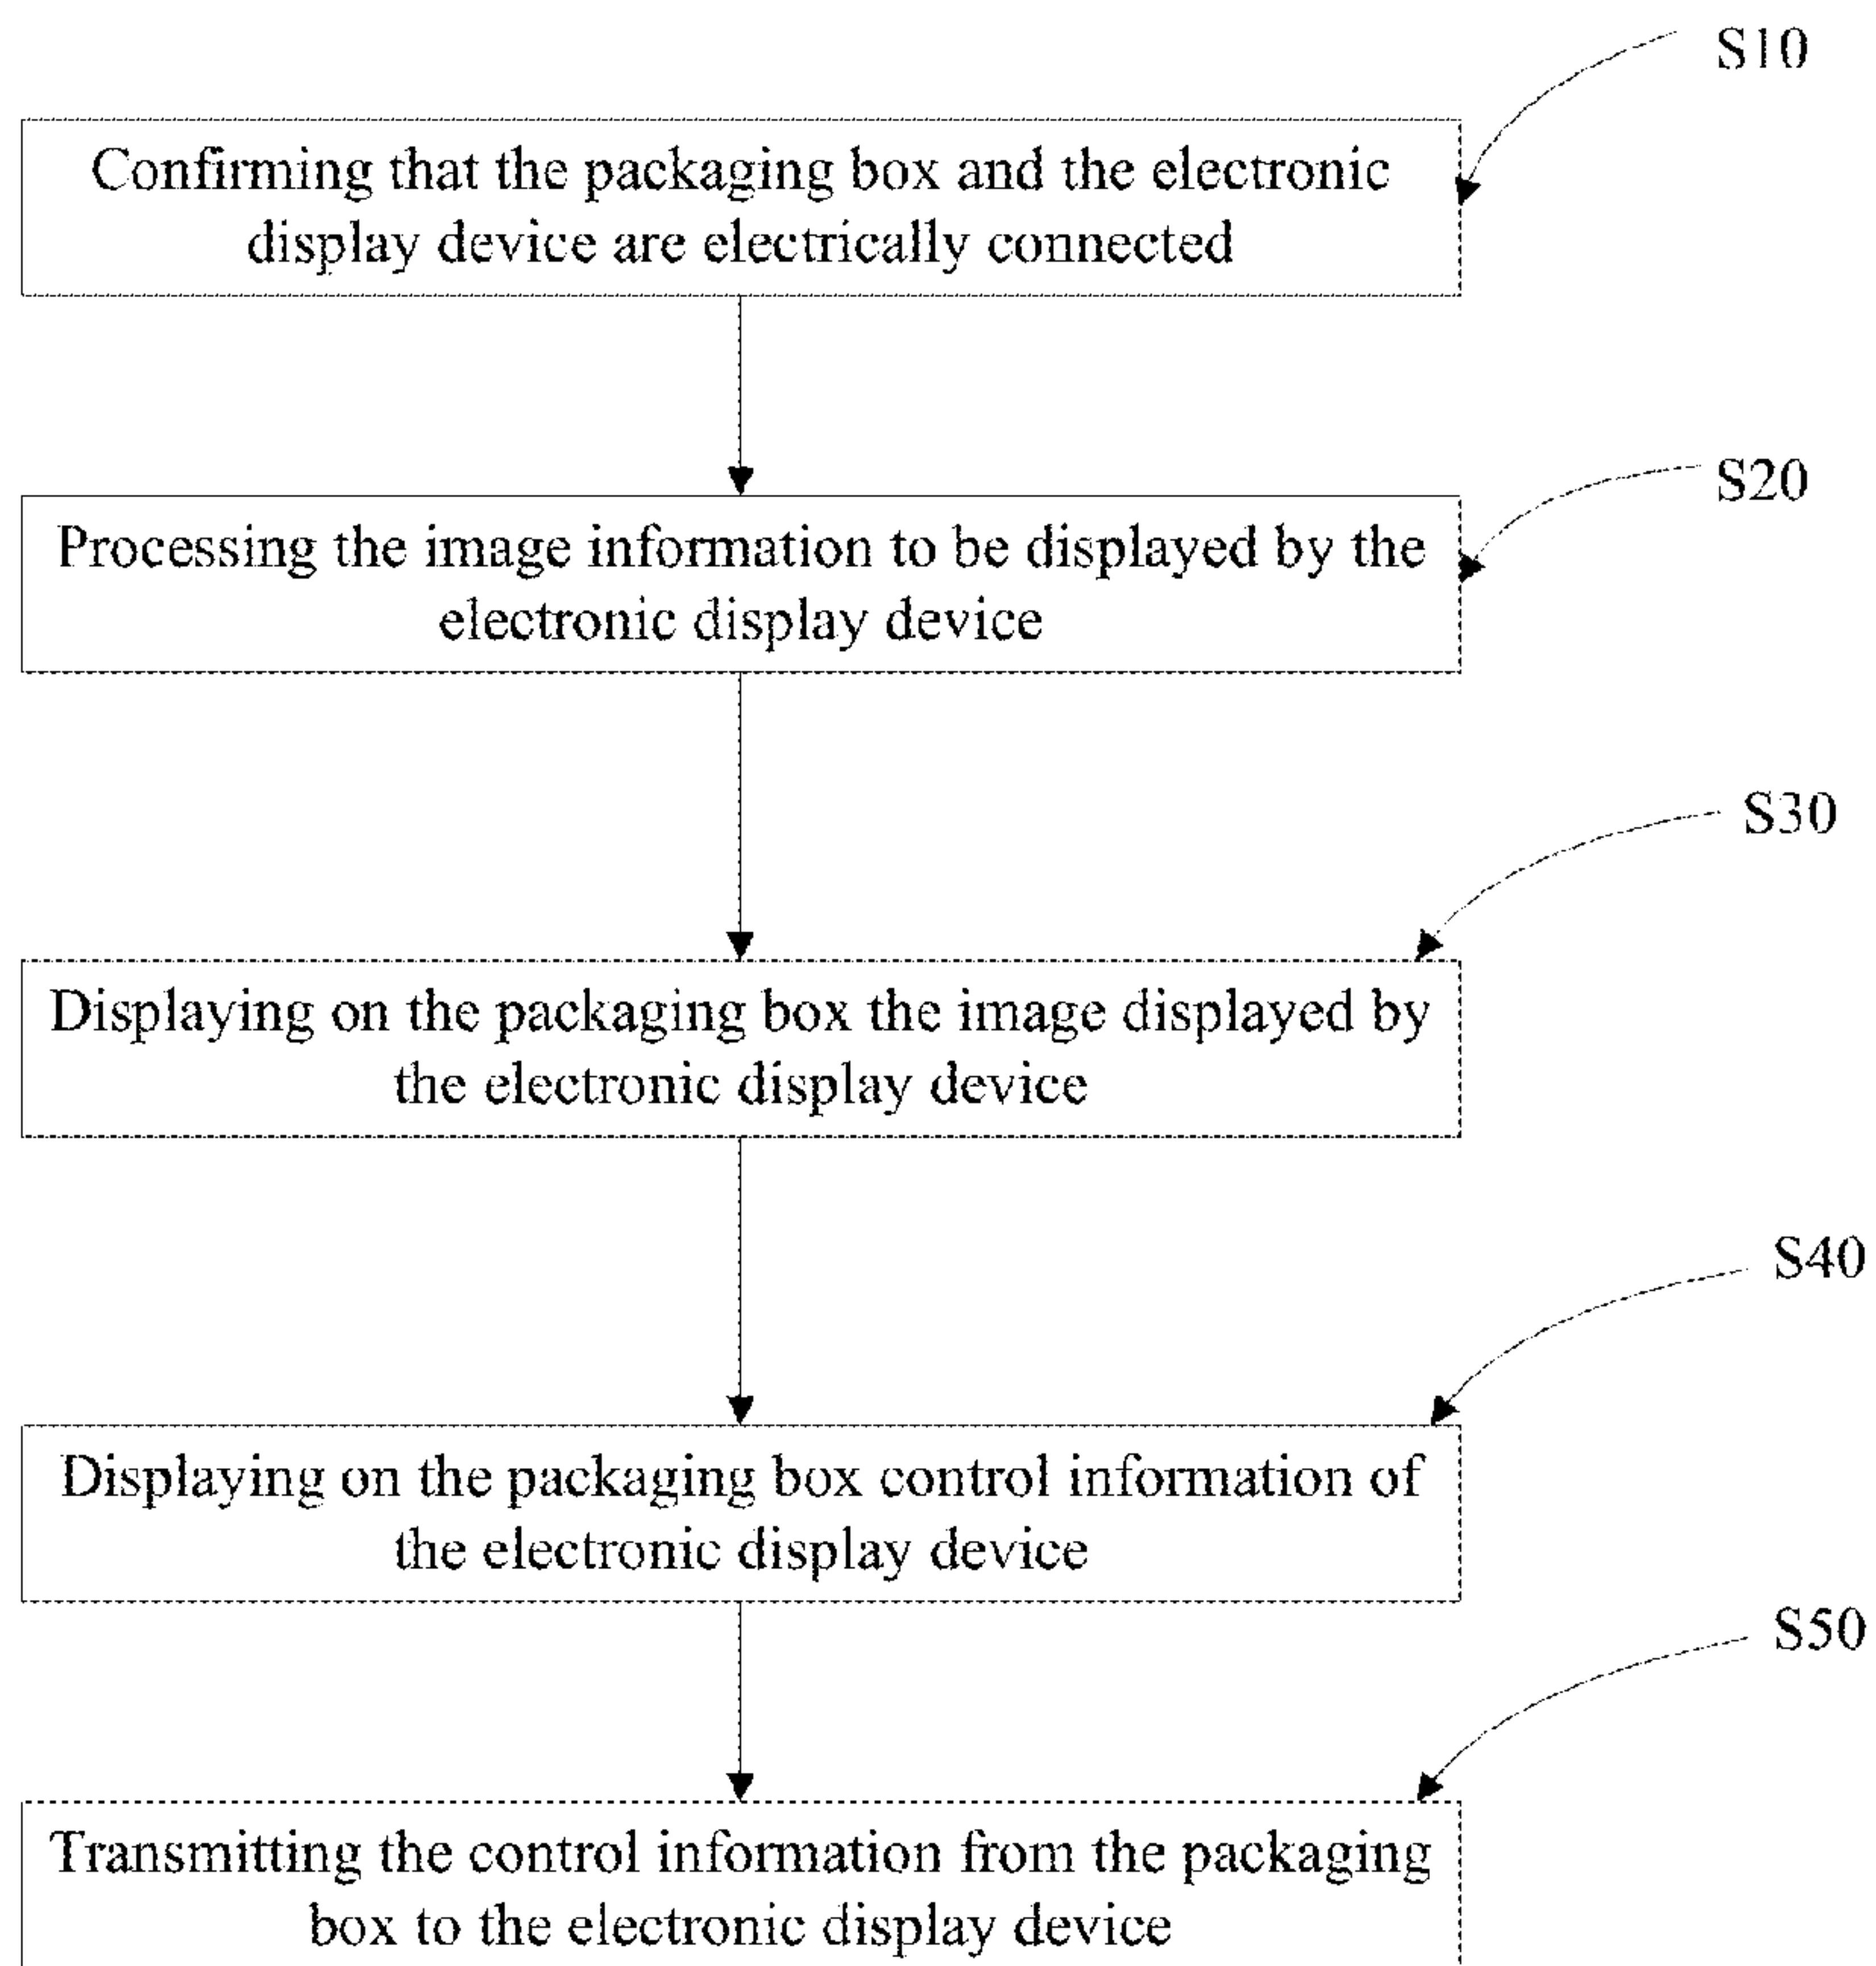 S10
Confirming that the packaging box and the electronic
display device are electrically connected
S20
Processing the image information to be displayed by the
electronic display device
S30
Displaying on the packaging box the image displayed by
the electronic display device
S40
Displaying on the packaging box control information of
the electronic display device
S50
Transmitting the control information from the packaging
box to the electronic display device